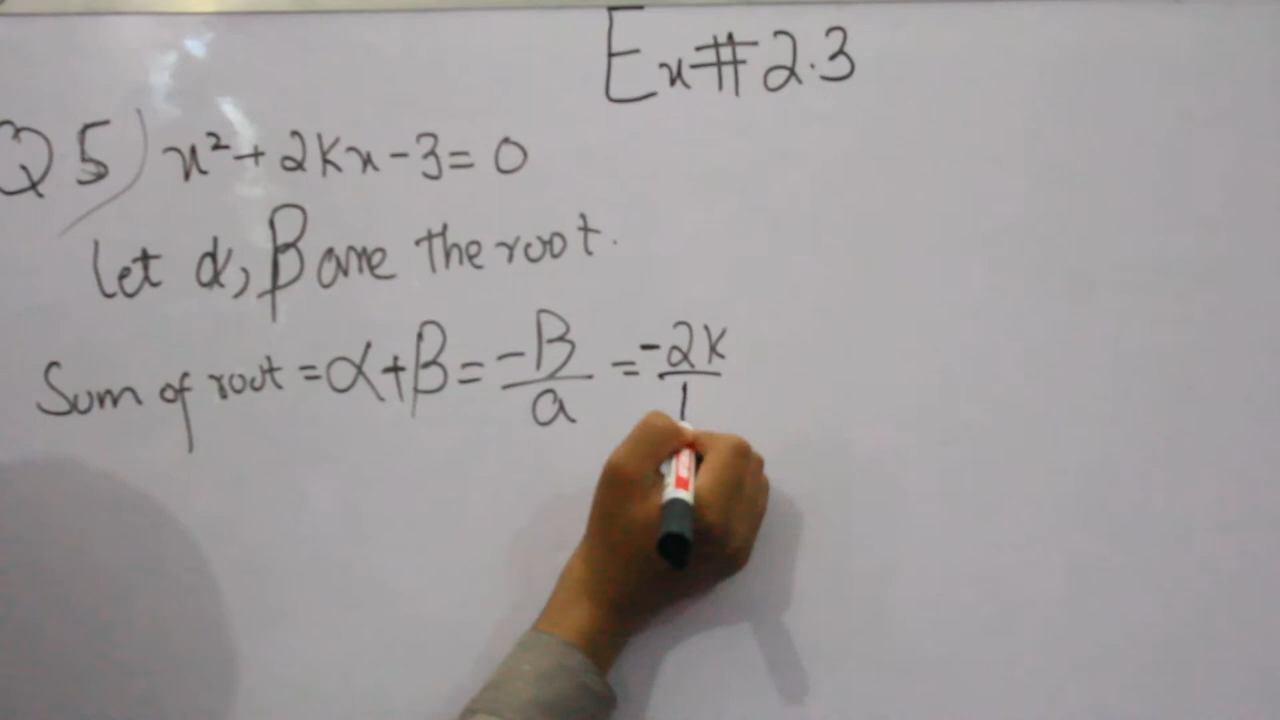 Ex#2.3
Q5) x²+2Kx-3=0
Let α, β are the root.
Sum of root = α+β = -B/a = -2K/1